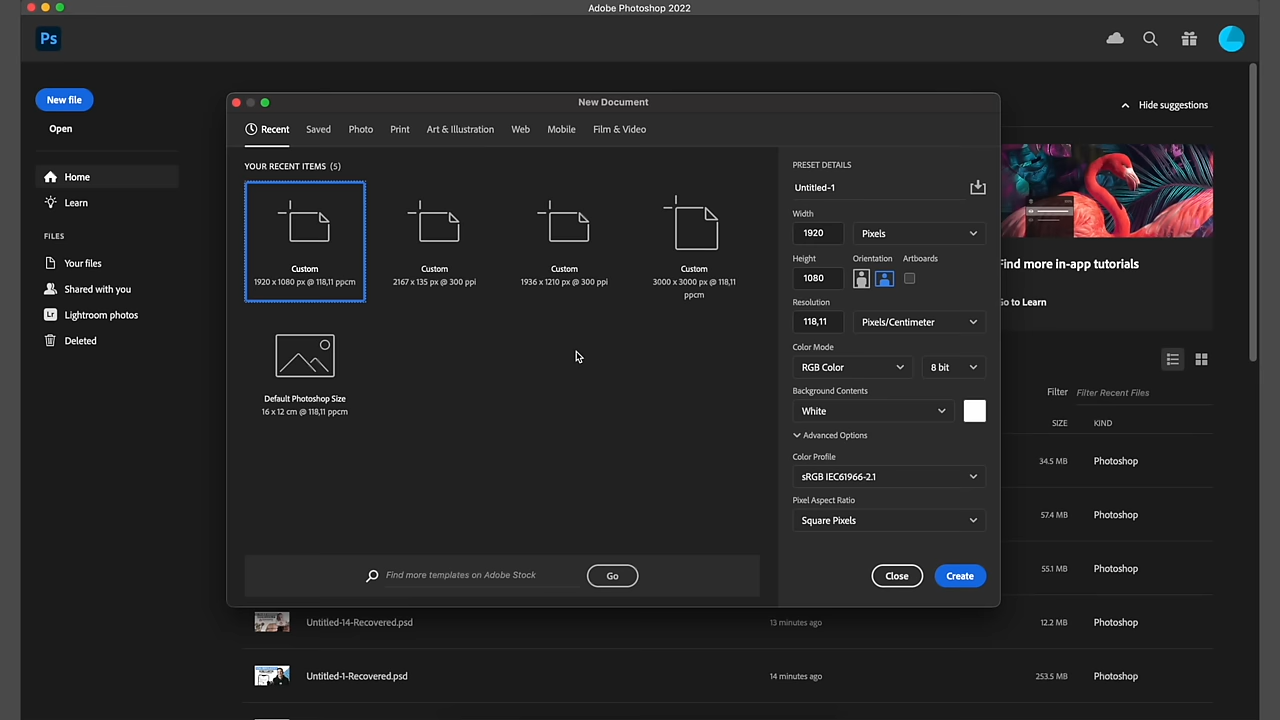 Adobe Photoshop 2022
Ps
New file
Open
Home
Learn
FILES
Your files
Shared with you
Lr Lightroom photos
Deleted
Hide suggestions
New Document
Recent Saved Photo Print Art & Illustration Web Mobile Film & Video
YOUR RECENT ITEMS (5)
Custom
1920 x 1080 px @ 118,11 ppcm
Custom
2167 x 135 px @ 300 ppi
Custom
1936 x 1210 px @ 300 ppi
Custom
3000 x 3000 px @ 118,11
ppcm
Default Photoshop Size
16 x 12 cm @ 118,11 ppcm
Find more templates on Adobe Stock Go
PRESET DETAILS
Untitled-1
Width
1920 Pixels
Height Orientation Artboards
1080
Resolution
118,11 Pixels/Centimeter
Color Mode
RGB Color 8 bit
Background Contents
White
Advanced Options
Color Profile
sRGB IEC61966-2.1
Pixel Aspect Ratio
Square Pixels
Close Create
Find more in-app tutorials
Go to Learn
Filter Filter Recent Files
SIZE KIND
34.5 MB Photoshop
57.4 MB Photoshop
55.1 MB Photoshop
Untitled-14-Recovered.psd 13 minutes ago 12.2 MB Photoshop
Untitled-1-Recovered.psd 14 minutes ago 253.5 MB Photoshop